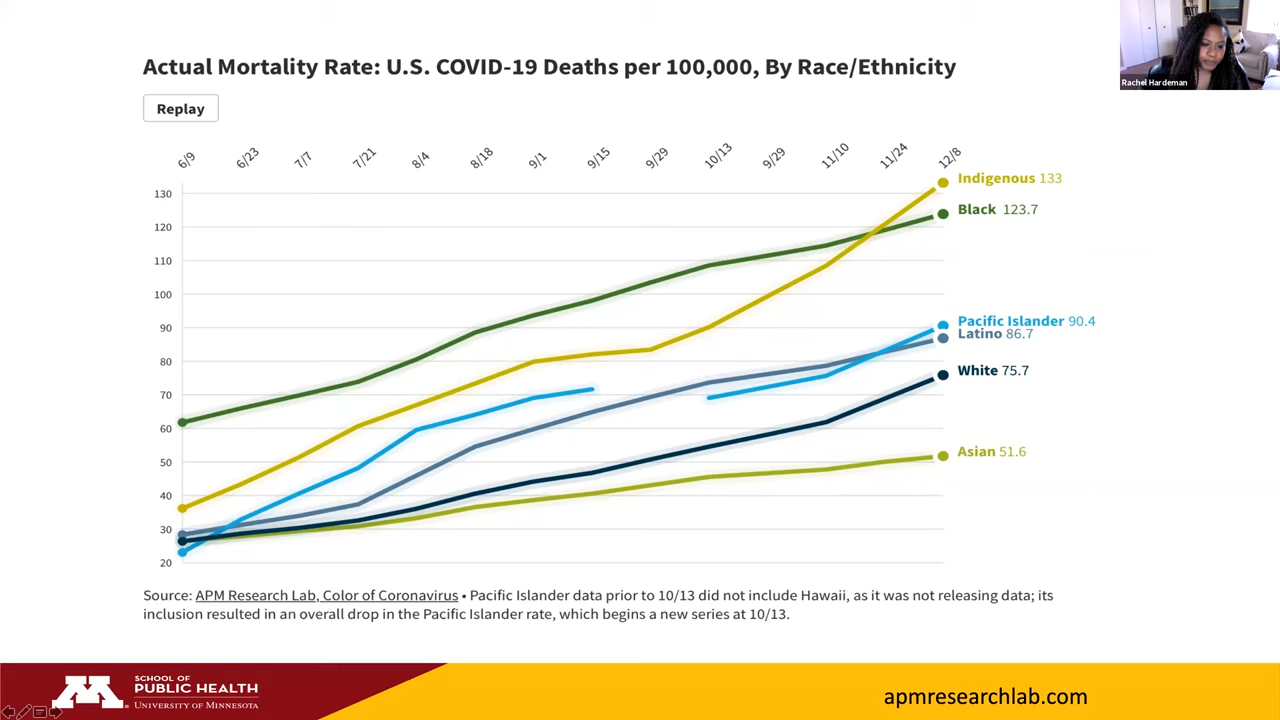 Actual Mortality Rate: U.S. COVID-19 Deaths per 100,000, By Race/Ethnicity
Rachel Hardeman
Replay
6/9 6/23 7/7 7/21 8/4 8/18 9/1 9/15 9/29 10/13 9/29 11/10 11/24 12/8
130
120
110
100
90
80
70
60
50
40
30
20
Indigenous 133
Black 123.7
Pacific Islander 90.4
Latino 86.7
White 75.7
Asian 51.6
Source: APM Research Lab, Color of Coronavirus • Pacific Islander data prior to 10/13 did not include Hawaii, as it was not releasing data; its
inclusion resulted in an overall drop in the Pacific Islander rate, which begins a new series at 10/13.
M
SCHOOL OF
PUBLIC HEALTH
UNIVERSITY OF MINNESOTA
apmresearchlab.com